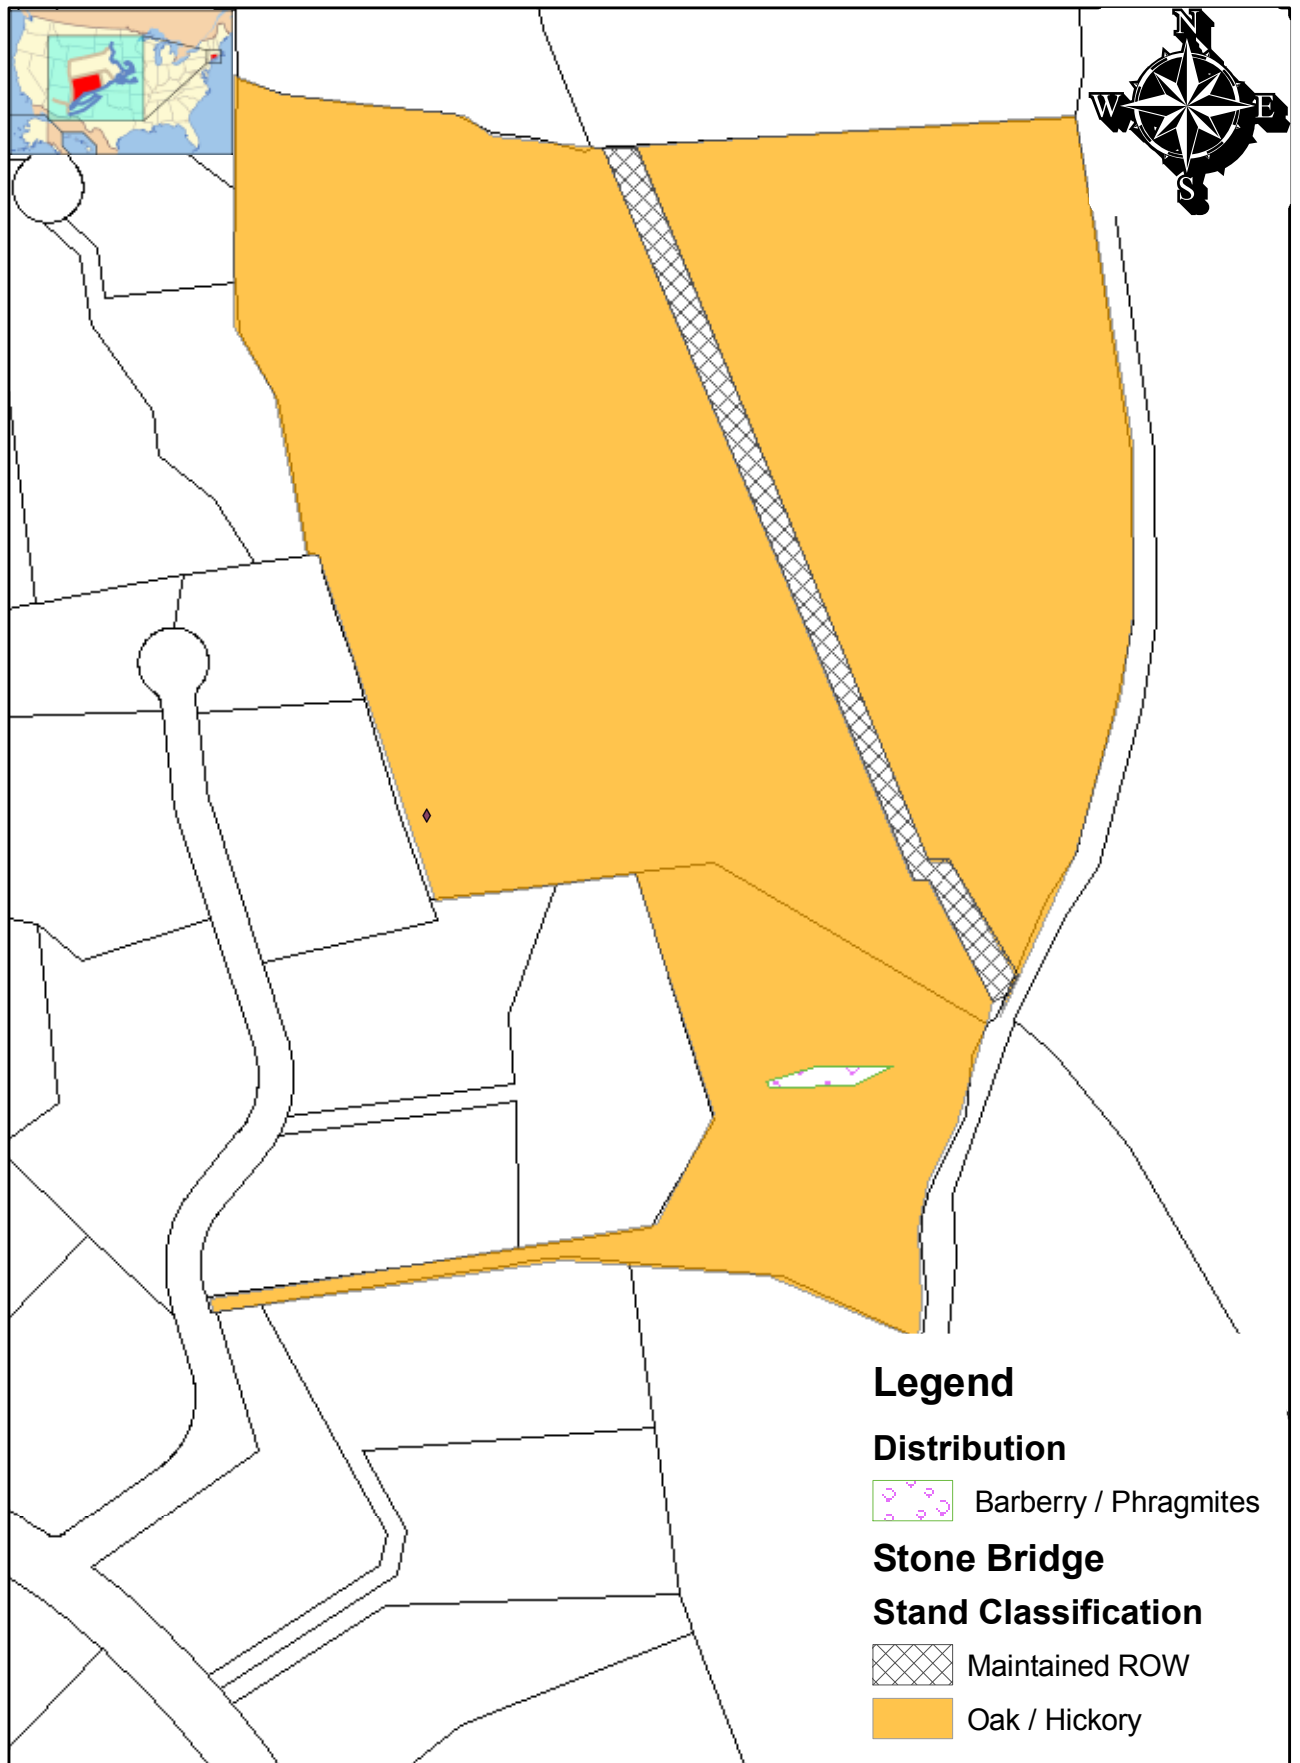 N
W E
S
Legend
Distribution
Barberry / Phragmites
Stone Bridge
Stand Classification
Maintained ROW
Oak / Hickory